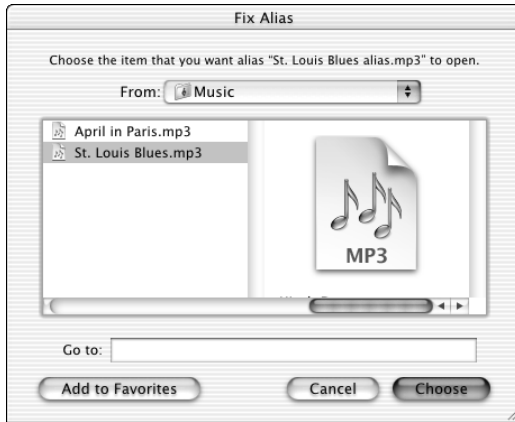 Fix Alias
Choose the item that you want alias “St. Louis Blues alias.mp3” to open.
From: Music
April in Paris.mp3
St. Louis Blues.mp3
MP3
Go to:
Add to Favorites Cancel Choose